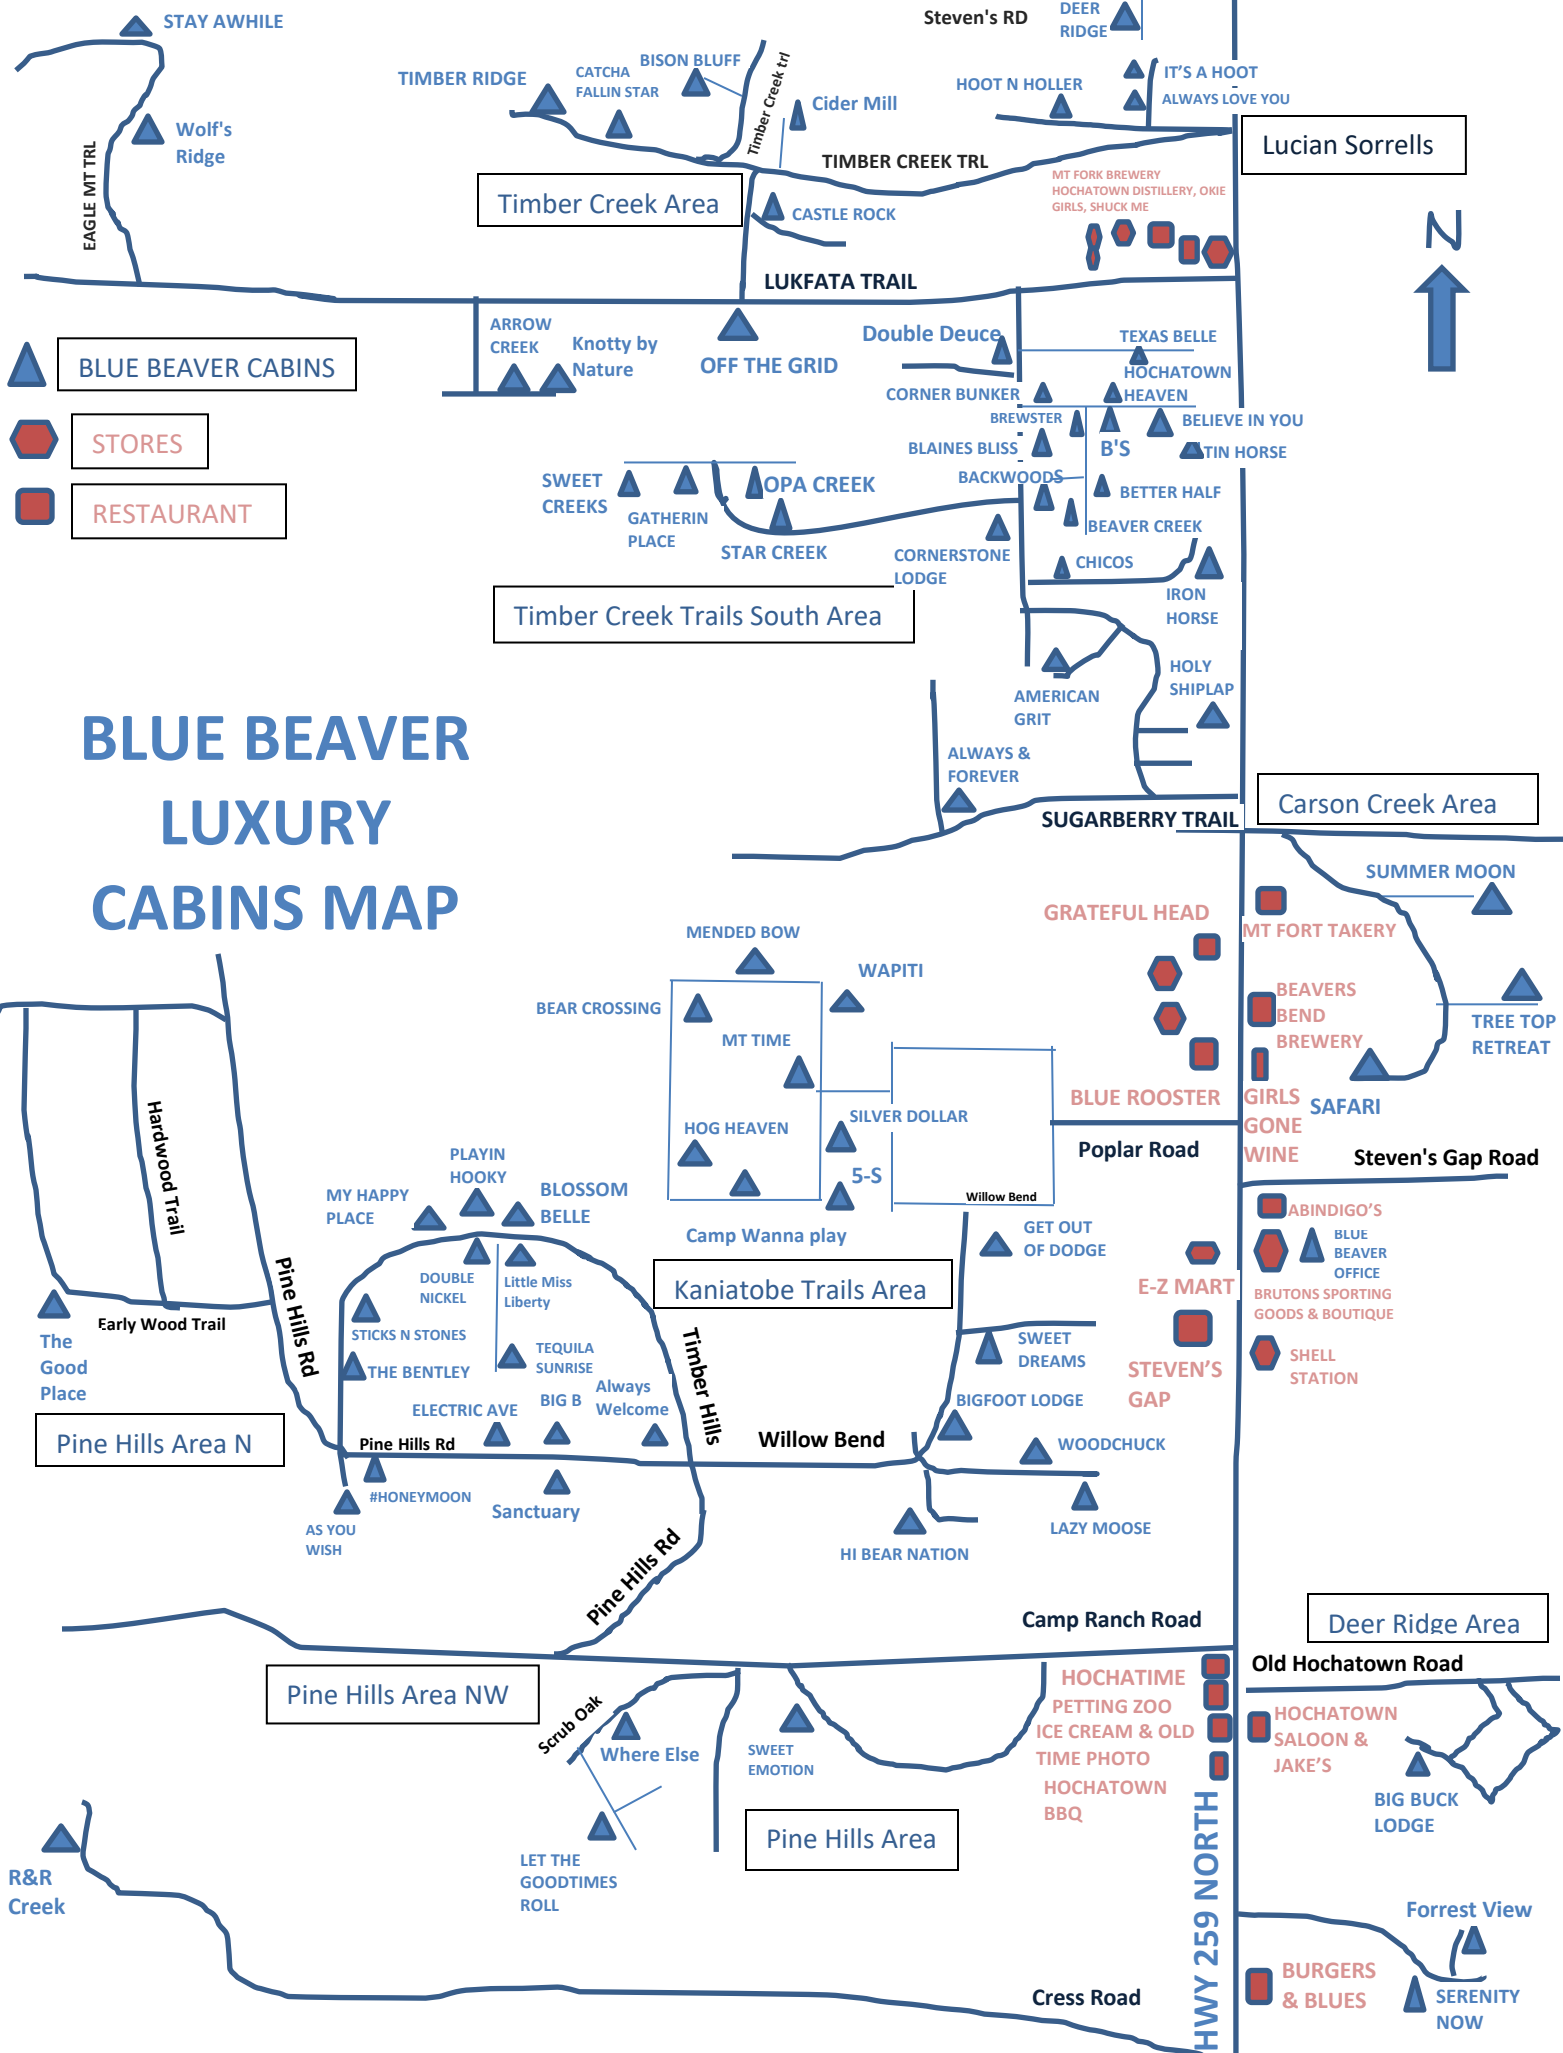 STAY AWHILE
Steven's RD
DEER
RIDGE
TIMBER RIDGE
CATCHA
FALLIN STAR
BISON BLUFF
Timber Creek trl
Cider Mill
HOOT N HOLLER
IT'S A HOOT
ALWAYS LOVE YOU
Wolf's
Ridge
EAGLE MT TRL
TIMBER CREEK TRL
Lucian Sorrells
Timber Creek Area
CASTLE ROCK
MT FORK BREWERY
HOCHATOWN DISTILLERY, OKIE
GIRLS, SHUCK ME
N
LUKFATA TRAIL
BLUE BEAVER CABINS
STORES
RESTAURANT
ARROW
CREEK
Knotty by
Nature
OFF THE GRID
Double Deuce
TEXAS BELLE
HOCHATOWN
HEAVEN
CORNER BUNKER
BREWSTER
BELIEVE IN YOU
BLAINES BLISS
B'S
TIN HORSE
BACKWOODS
BETTER HALF
BEAVER CREEK
SWEET
CREEKS
GATHERIN
PLACE
OPA CREEK
STAR CREEK
CORNERSTONE
LODGE
CHICOS
IRON
HORSE
Timber Creek Trails South Area
AMERICAN
GRIT
HOLY
SHIPLAP
BLUE BEAVER
LUXURY
CABINS MAP
ALWAYS &
FOREVER
SUGARBERRY TRAIL
Carson Creek Area
SUMMER MOON
GRATEFUL HEAD
MT FORT TAKERY
MENDED BOW
WAPITI
BEAR CROSSING
MT TIME
BEAVERS
BEND
BREWERY
TREE TOP
RETREAT
BLUE ROOSTER
GIRLS
GONE
WINE
SAFARI
HOG HEAVEN
SILVER DOLLAR
5-S
Poplar Road
Steven's Gap Road
Willow Bend
Camp Wanna play
Hardwood Trail
PLAYIN
HOOKY
MY HAPPY
PLACE
BLOSSOM
BELLE
DOUBLE
NICKEL
Little Miss
Liberty
Kaniatobe Trails Area
GET OUT
OF DODGE
ABINDIGO'S
BLUE
BEAVER
OFFICE
E-Z MART
BRUTONS SPORTING
GOODS & BOUTIQUE
Pine Hills Rd
Early Wood Trail
The
Good
Place
STICKS N STONES
THE BENTLEY
TEQUILA
SUNRISE
Timber Hills
SWEET
DREAMS
STEVEN'S
GAP
SHELL
STATION
Always
Welcome
BIG B
ELECTRIC AVE
BIGFOOT LODGE
Pine Hills Area N
Pine Hills Rd
Willow Bend
WOODCHUCK
#HONEYMOON
Sanctuary
AS YOU
WISH
LAZY MOOSE
HI BEAR NATION
Pine Hills Rd
Camp Ranch Road
Deer Ridge Area
Old Hochatown Road
Pine Hills Area NW
Scrub Oak
Where Else
SWEET
EMOTION
HOCHATIME
PETTING ZOO
ICE CREAM & OLD
TIME PHOTO
HOCHATOWN
BBQ
HOCHATOWN
SALOON &
JAKE'S
BIG BUCK
LODGE
Pine Hills Area
LET THE
GOODTIMES
ROLL
R&R
Creek
HWY 259 NORTH
Forrest View
BURGERS
& BLUES
SERENITY
NOW
Cress Road